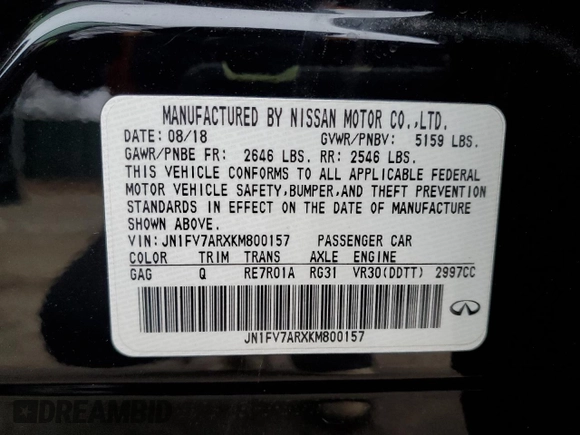 MANUFACTURED BY NISSAN MOTOR CO.,LTD.
DATE: 08/18 GVWR/PNBV: 5159 LBS.
GAWR/PNBE FR: 2646 LBS. RR: 2546 LBS.
THIS VEHICLE CONFORMS TO ALL APPLICABLE FEDERAL
MOTOR VEHICLE SAFETY,BUMPER,AND THEFT PREVENTION
STANDARDS IN EFFECT ON THE DATE OF MANUFACTURE
SHOWN ABOVE.
VIN: JN1FV7ARXKM800157 PASSENGER CAR
COLOR TRIM TRANS AXLE ENGINE
GAG Q RE7R01A RG31 VR30(DDTT) 2997CC
JN1FV7ARXKM800157
DREAMBID